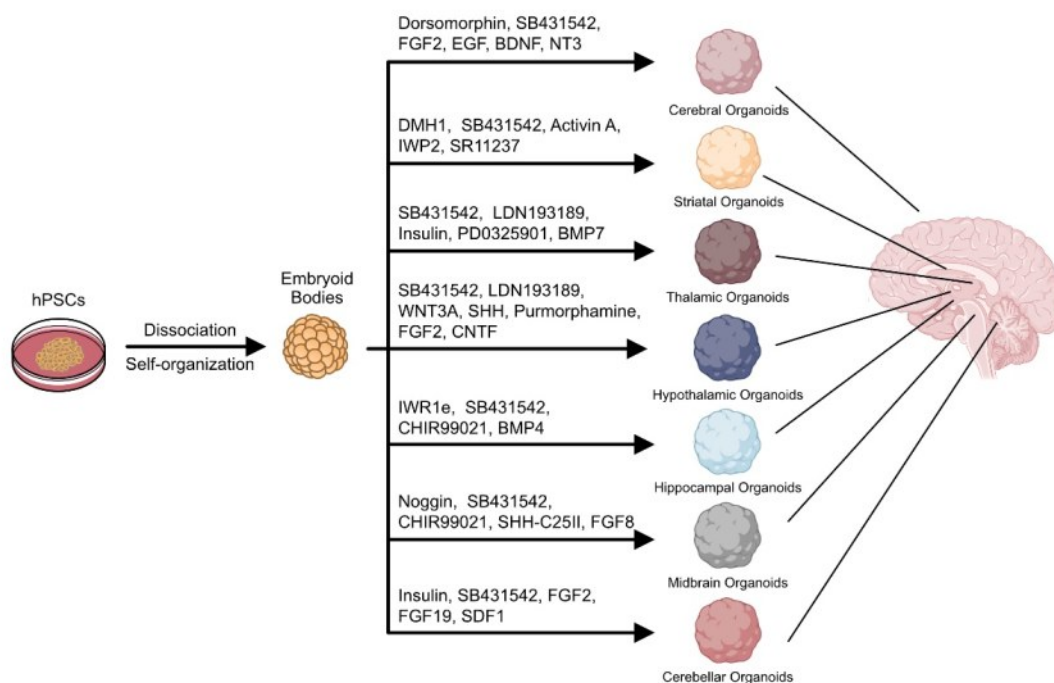 Dorsomorphin, SB431542,
FGF2, EGF, BDNF, NT3
Cerebral Organoids
DMH1, SB431542, Activin A,
IWP2, SR11237
Striatal Organoids
SB431542, LDN193189,
Insulin, PD0325901, BMP7
Thalamic Organoids
hPSCs
Dissociation
Self-organization
Embryoid
Bodies
SB431542, LDN193189,
WNT3A, SHH, Purmorphamine,
FGF2, CNTF
Hypothalamic Organoids
IWR1e, SB431542,
CHIR99021, BMP4
Hippocampal Organoids
Noggin, SB431542,
CHIR99021, SHH-C25II, FGF8
Midbrain Organoids
Insulin, SB431542, FGF2,
FGF19, SDF1
Cerebellar Organoids